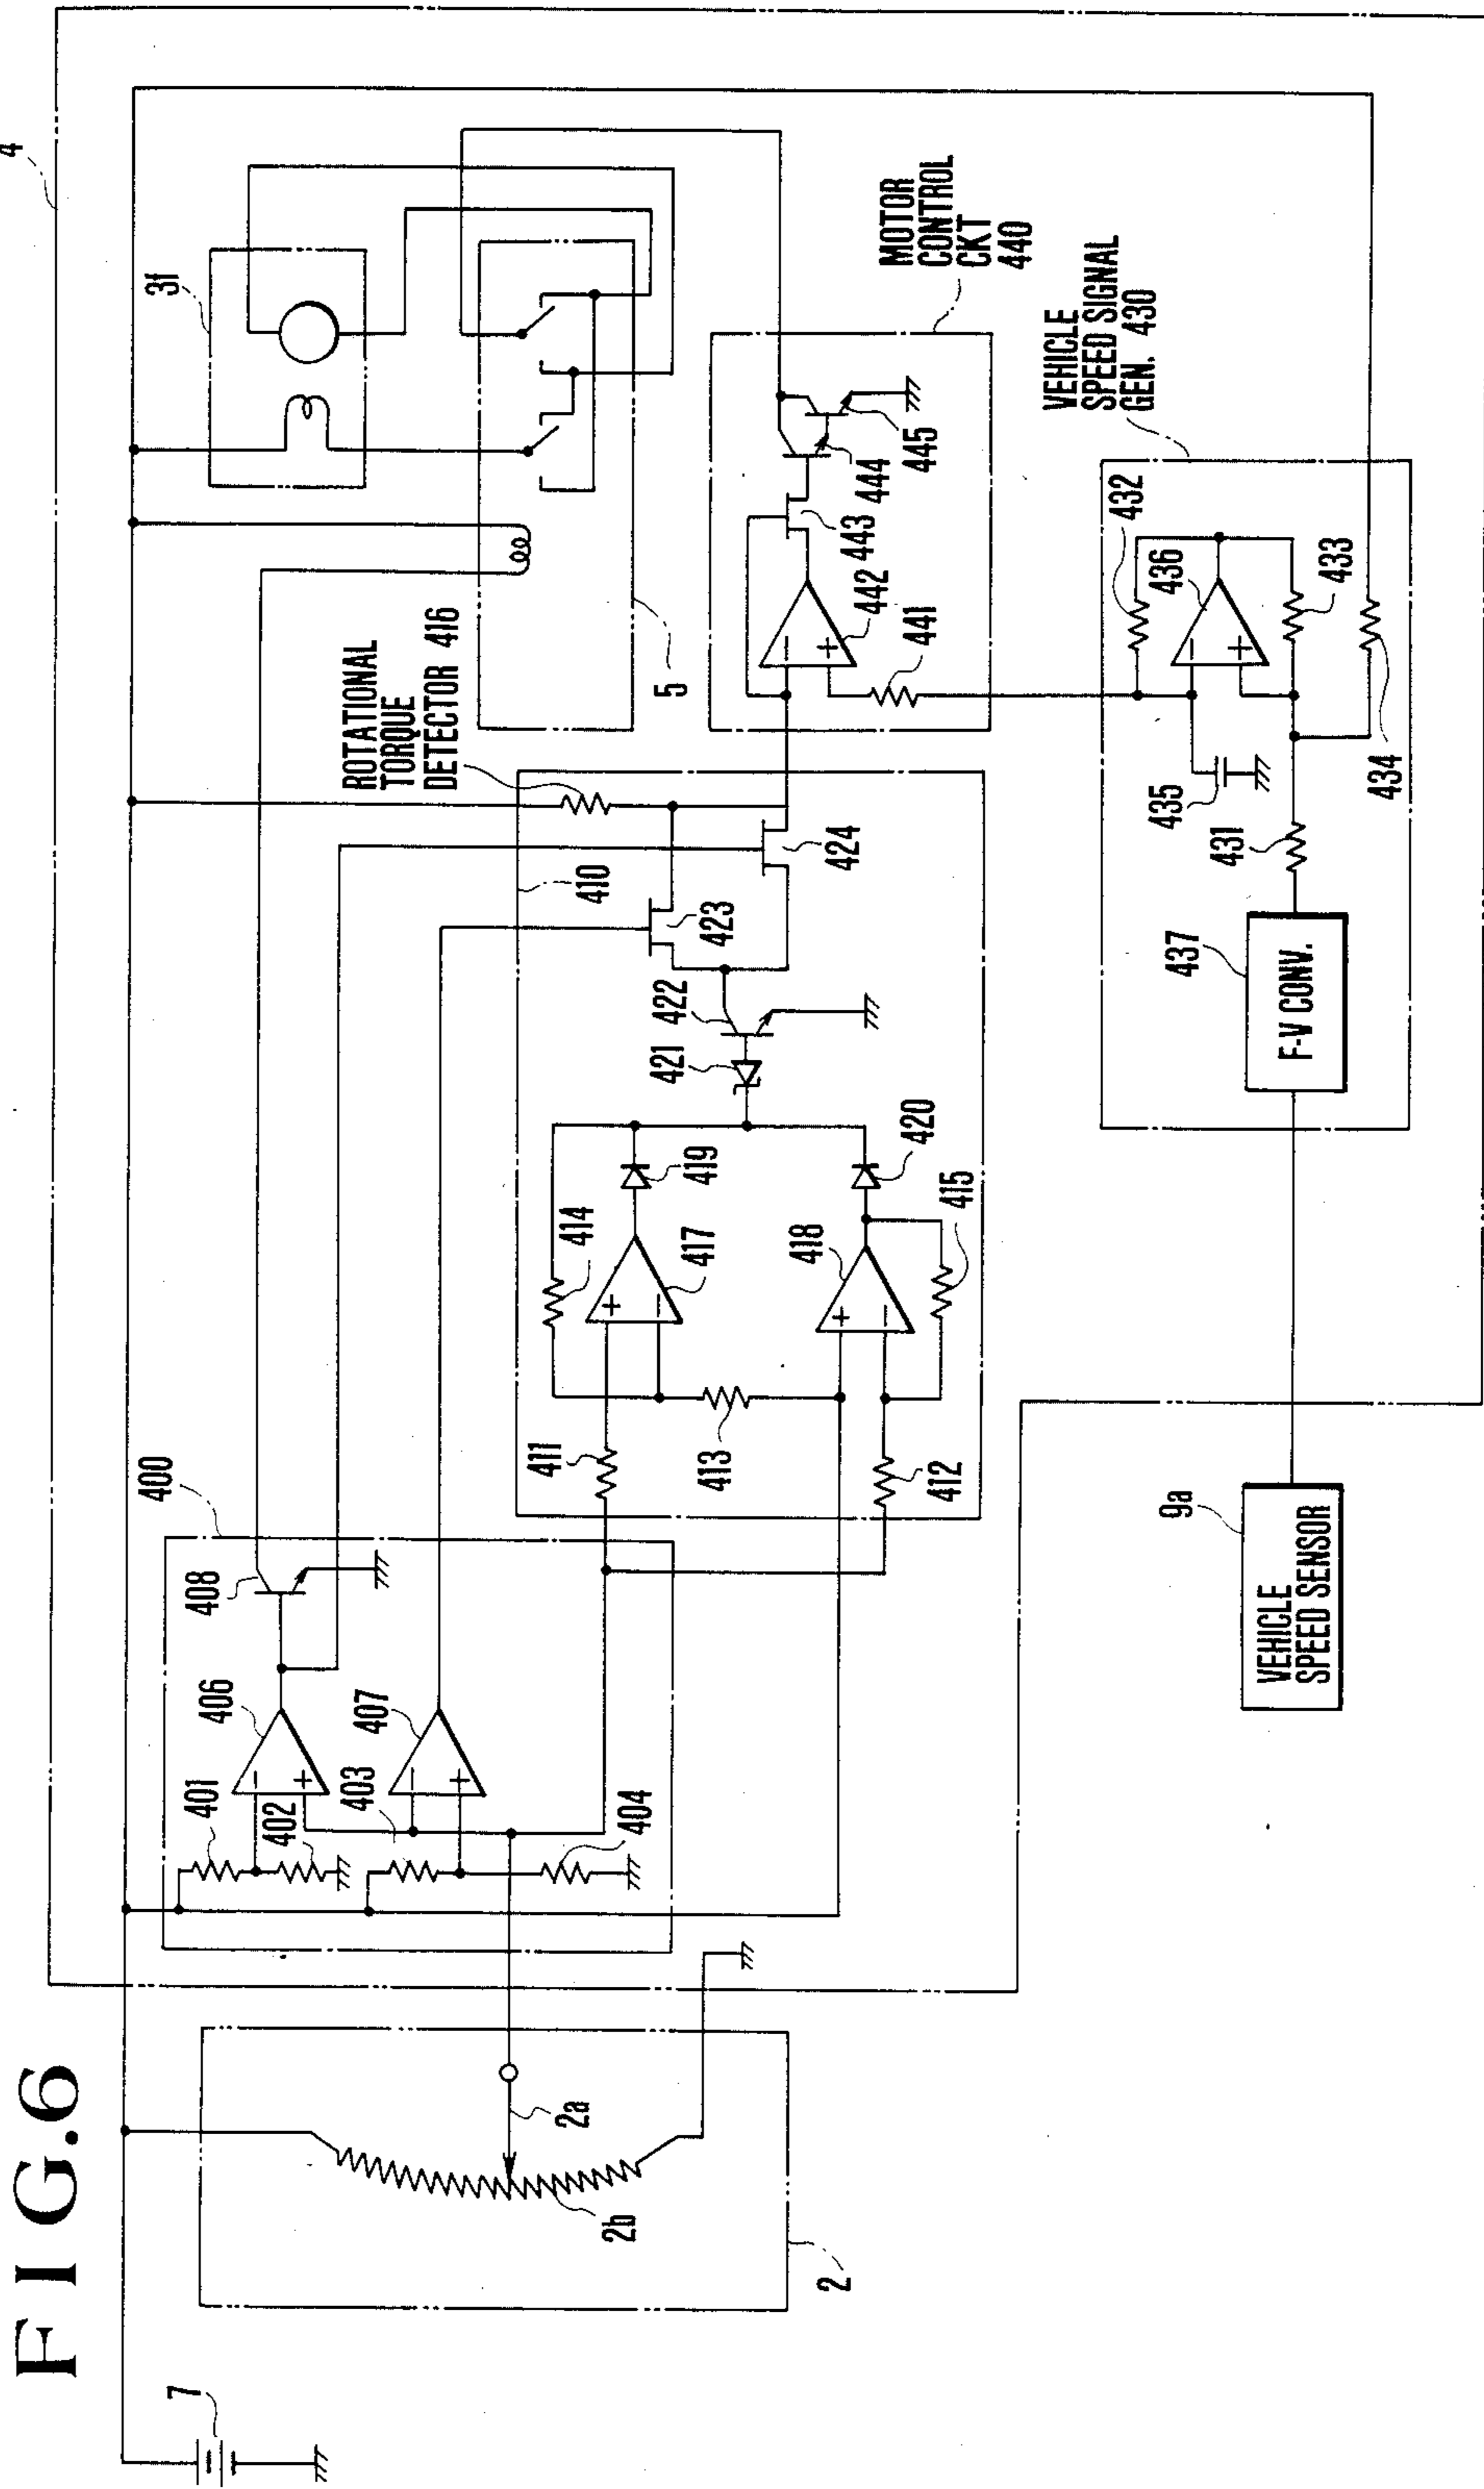 FIG.6
7
2
2a
2b
4
400
401
402
403
404
406
407
408
410
411
412
413
414
415
417
418
419
420
421
422
423
424
ROTATIONAL
TORQUE
DETECTOR 416
5
3f
MOTOR
CONTROL
CKT
440
441
442
443
444
445
VEHICLE
SPEED SIGNAL
GEN. 430
431
432
433
434
435
436
437
F-V CONV.
9a
VEHICLE
SPEED SENSOR